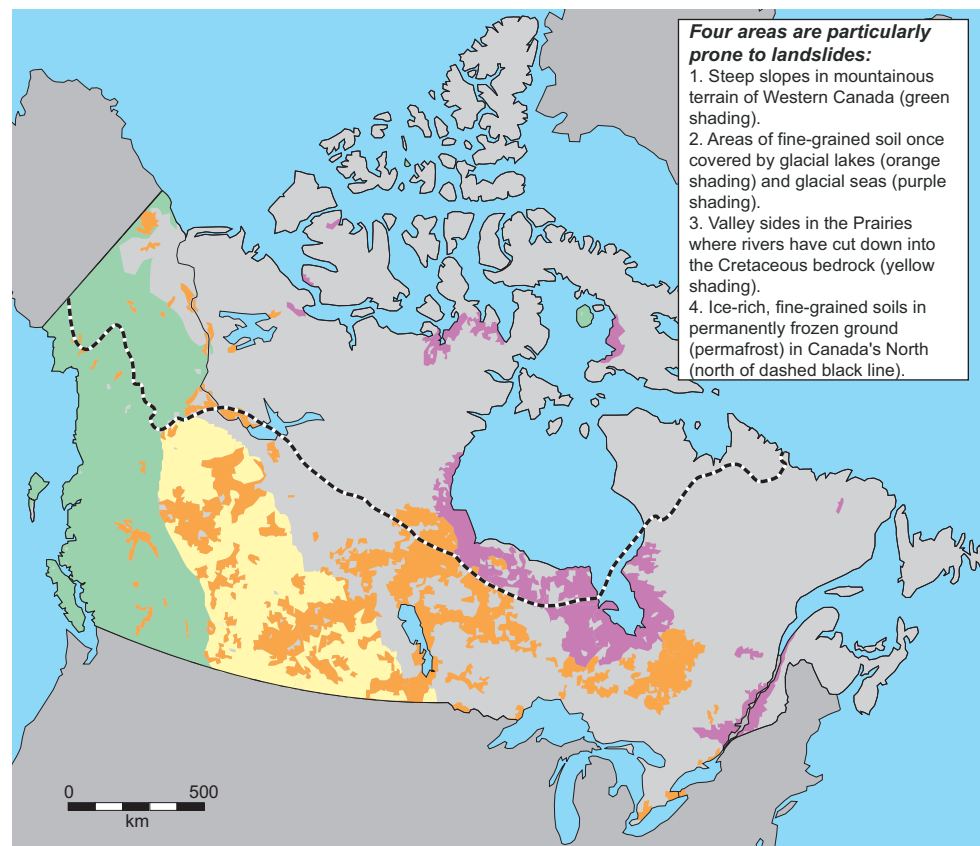 Four areas are particularly
prone to landslides:
1. Steep slopes in mountainous
terrain of Western Canada (green
shading).
2. Areas of fine-grained soil once
covered by glacial lakes (orange
shading) and glacial seas (purple
shading).
3. Valley sides in the Prairies
where rivers have cut down into
the Cretaceous bedrock (yellow
shading).
4. Ice-rich, fine-grained soils in
permanently frozen ground
(permafrost) in Canada's North
(north of dashed black line).
0 500
km